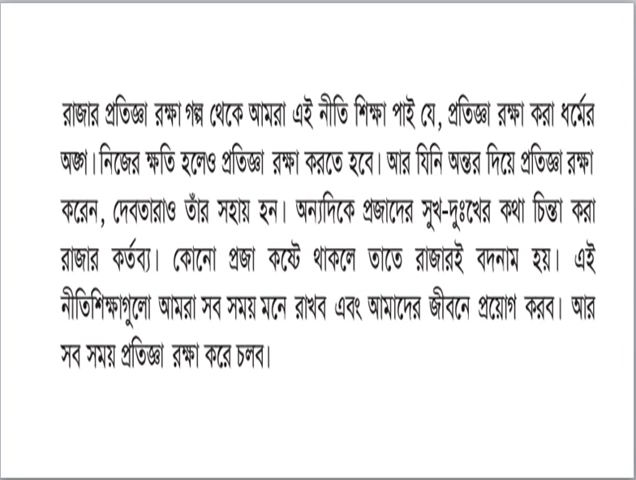 রাজার প্রতিজ্ঞা রক্ষা গল্প থেকে আমরা এই নীতি শিক্ষা পাই যে, প্রতিজ্ঞা রক্ষা করা ধর্মের
অঙ্গ। নিজের ক্ষতি হলেও প্রতিজ্ঞা রক্ষা করতে হবে। আর যিনি অন্তর দিয়ে প্রতিজ্ঞা রক্ষা
করেন, দেবতারাও তাঁর সহায় হন। অন্যদিকে প্রজাদের সুখ-দুঃখের কথা চিন্তা করা
রাজার কর্তব্য। কোনো প্রজা কষ্টে থাকলে তাতে রাজারই বদনাম হয়। এই
নীতিশিক্ষাগুলো আমরা সব সময় মনে রাখব এবং আমাদের জীবনে প্রয়োগ করব। আর
সব সময় প্রতিজ্ঞা রক্ষা করে চলব।